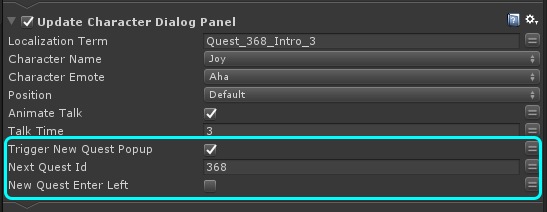 Update Character Dialog Panel
Localization Term Quest_368_Intro_3
Character Name Joy
Character Emote Aha
Position Default
Animate Talk
Talk Time 3
Trigger New Quest Popup
Next Quest Id 368
New Quest Enter Left